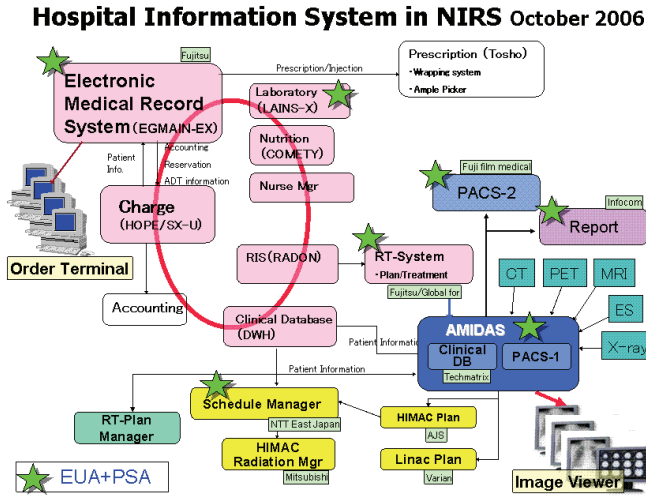 Hospital Information System in NIRS October 2006
Fujitsu
Electronic
Medical Record
System (EGMAIN-EX)
Prescription/Injection
Prescription (Tosho)
・Wrapping system
・Ample Picker
Laboratory
(LAINS-X)
Nutrition
(COMETY)
Nurse Mgr
Patient
Info.
Accounting
Reservation
ADT information
Charge
(HOPE/SX-U)
Order Terminal
Accounting
RIS(RADON)
RT-System
・Plan/Treatment
Fujitsu/Global for
Fuji film medical
PACS-2
Infocom
Report
CT
PET
MRI
ES
X-ray
Clinical Database
(DWH)
Patient Informatio
AMIDAS
Clinical
DB
PACS-1
Techmatrix
Patient Information
Schedule Manager
NTT East Japan
RT-Plan
Manager
HIMAC
Radiation Mgr
Mitsubishi
HIMAC Plan
AJS
Linac Plan
Varian
Image Viewer
EUA+PSA